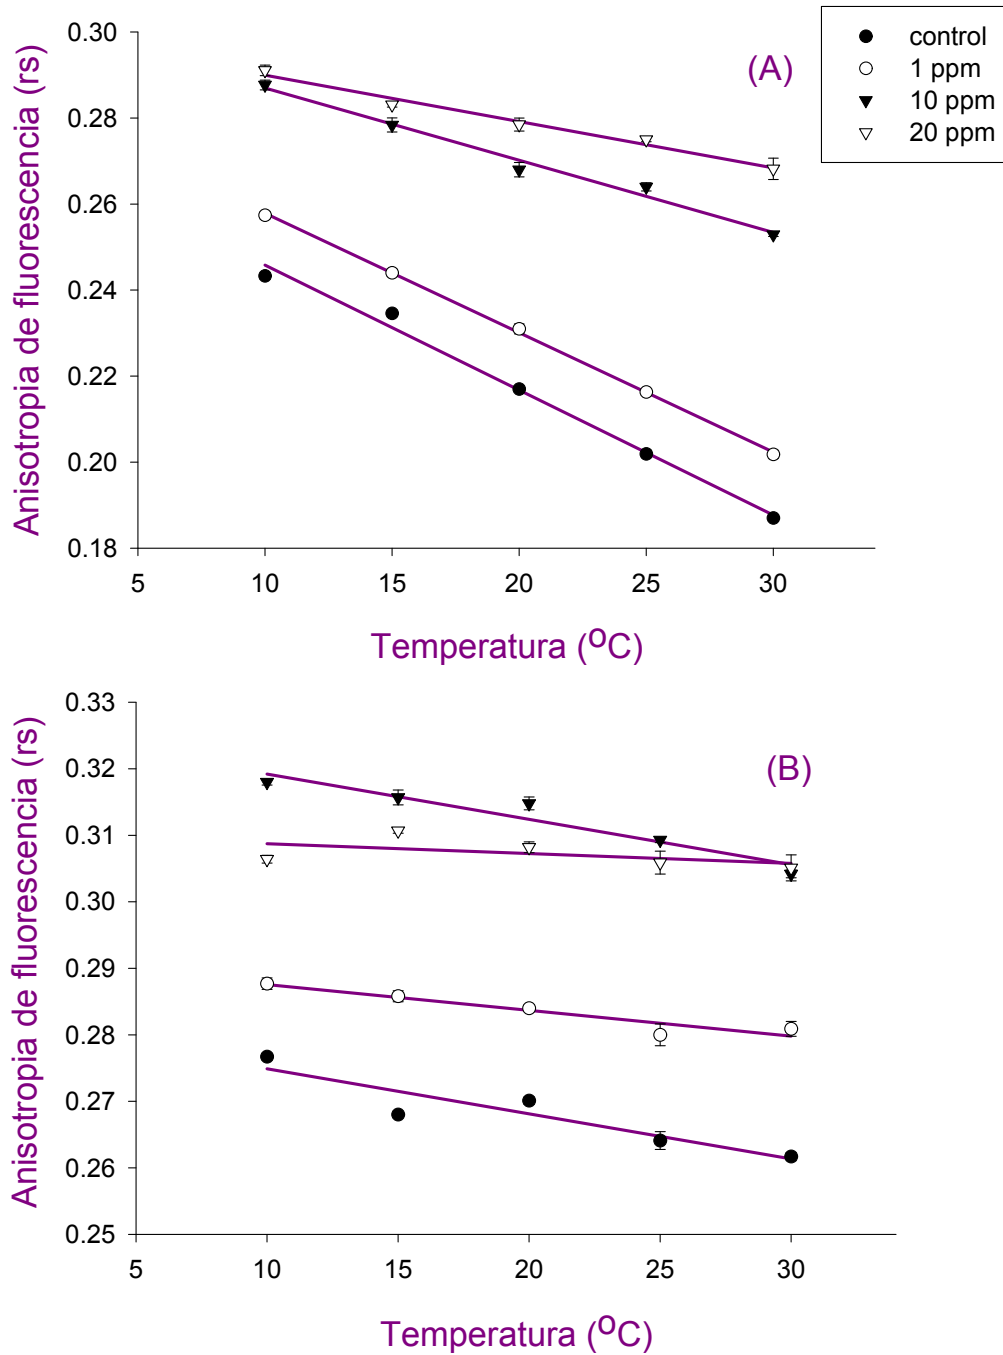 control
1 ppm
10 ppm
20 ppm
(A)
Anisotropia de fluorescencia (rs)
0.30
0.28
0.26
0.24
0.22
0.20
0.18
5 10 15 20 25 30
Temperatura (ºC)
(B)
Anisotropia de fluorescencia (rs)
0.33
0.32
0.31
0.30
0.29
0.28
0.27
0.26
0.25
5 10 15 20 25 30
Temperatura (ºC)